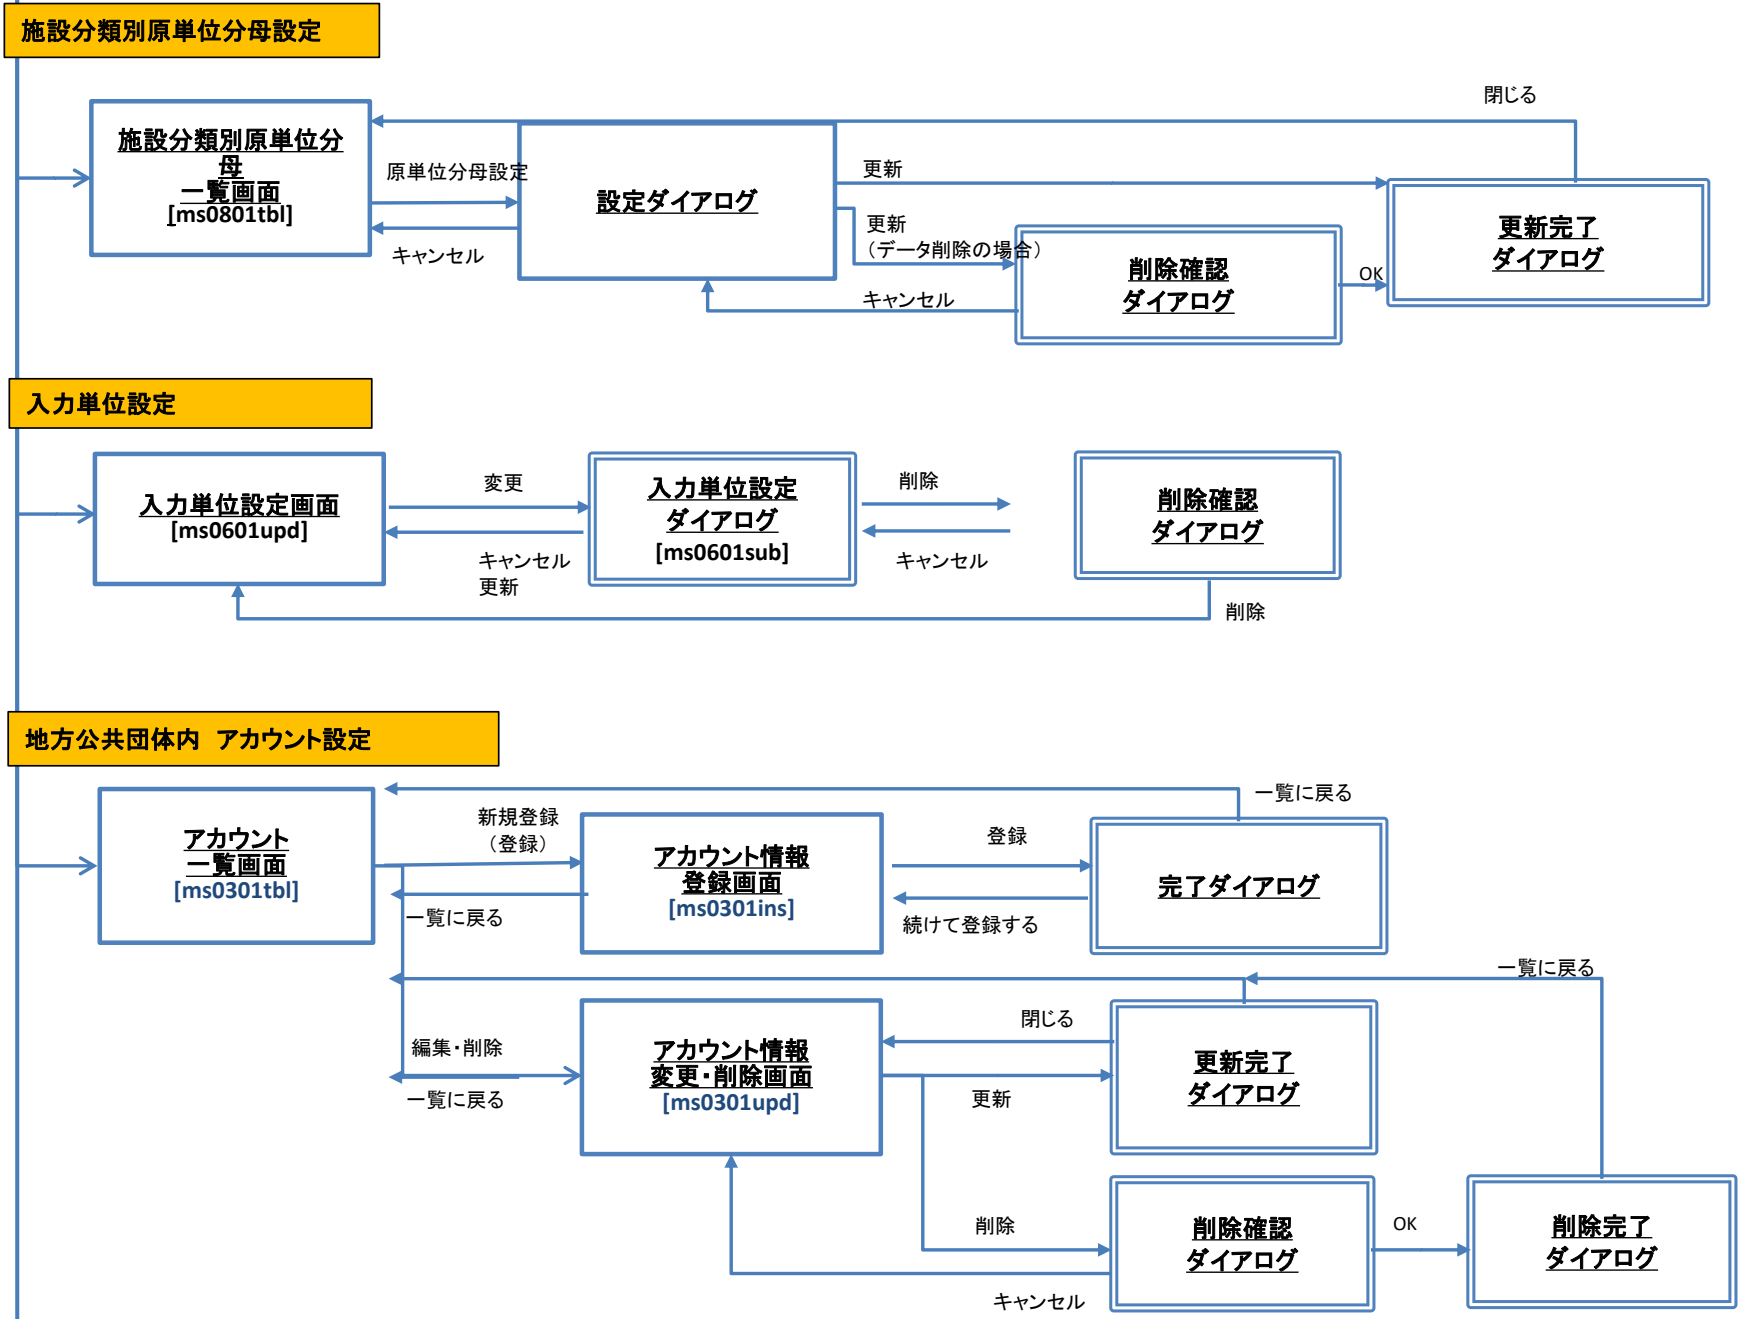 施設分類別原単位分母設定
閉じる
施設分類別原単位分
母
一覧画面
[ms0801tbl]
原単位分母設定
キャンセル
設定ダイアログ
更新
更新
（データ削除の場合）
キャンセル
削除確認
ダイアログ
OK
更新完了
ダイアログ
入力単位設定
入力単位設定画面
[ms0601upd]
変更
キャンセル
更新
入力単位設定
ダイアログ
[ms0601sub]
削除
キャンセル
削除確認
ダイアログ
削除
地方公共団体内　アカウント設定
アカウント
一覧画面
[ms0301tbl]
新規登録
（登録）
一覧に戻る
アカウント情報
登録画面
[ms0301ins]
登録
続けて登録する
一覧に戻る
完了ダイアログ
一覧に戻る
編集・削除
一覧に戻る
アカウント情報
変更・削除画面
[ms0301upd]
閉じる
更新
更新完了
ダイアログ
削除
キャンセル
削除確認
ダイアログ
OK
削除完了
ダイアログ